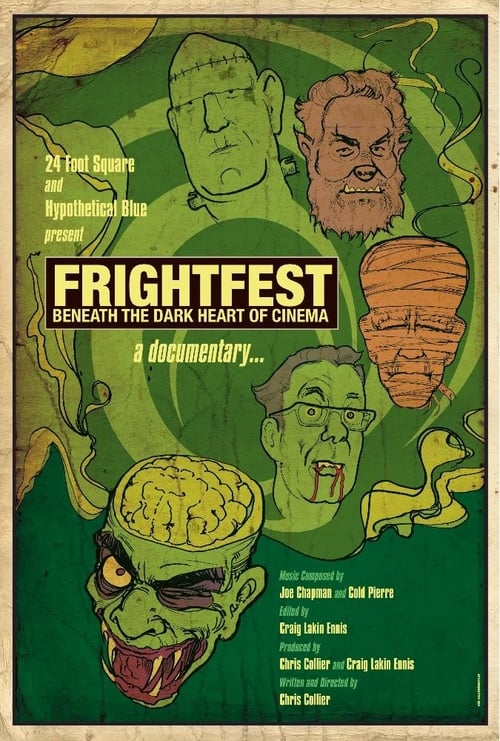 24 Foot Square
and
Hypothetical Blue
present
FRIGHTFEST
BENEATH THE DARK HEART OF CINEMA
a documentary...
Music Composed by
Joe Chapman and Cold Pierre
Edited by
Craig Lakin Ennis
Produced by
Chris Collier and Craig Lakin Ennis
Written and Directed by
Chris Collier